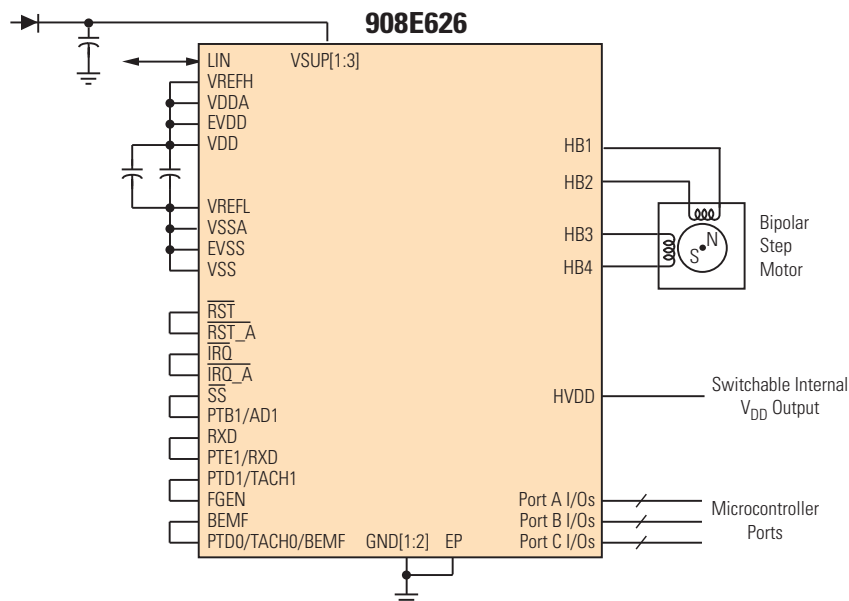 908E626
LIN
VSUP[1:3]
VREFH
VDDA
EVDD
VDD
VREFL
VSSA
EVSS
VSS
RST
RST_A
IRQ
IRQ_A
SS
PTB1/AD1
RXD
PTE1/RXD
PTD1/TACH1
FGEN
BEMF
PTD0/TACH0/BEMF
GND[1:2]
EP
HB1
HB2
HB3
HB4
N
S
Bipolar
Step
Motor
HVDD
Switchable Internal
VDD Output
Port A I/Os
Port B I/Os
Port C I/Os
Microcontroller
Ports